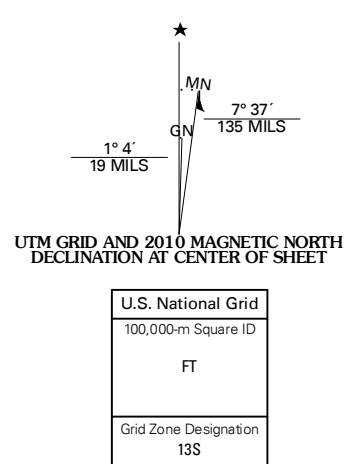 ★
MN
7° 37´
135 MILS
GN
1° 4´
19 MILS
UTM GRID AND 2010 MAGNETIC NORTH
DECLINATION AT CENTER OF SHEET
U.S. National Grid
100,000-m Square ID
FT
Grid Zone Designation
13S